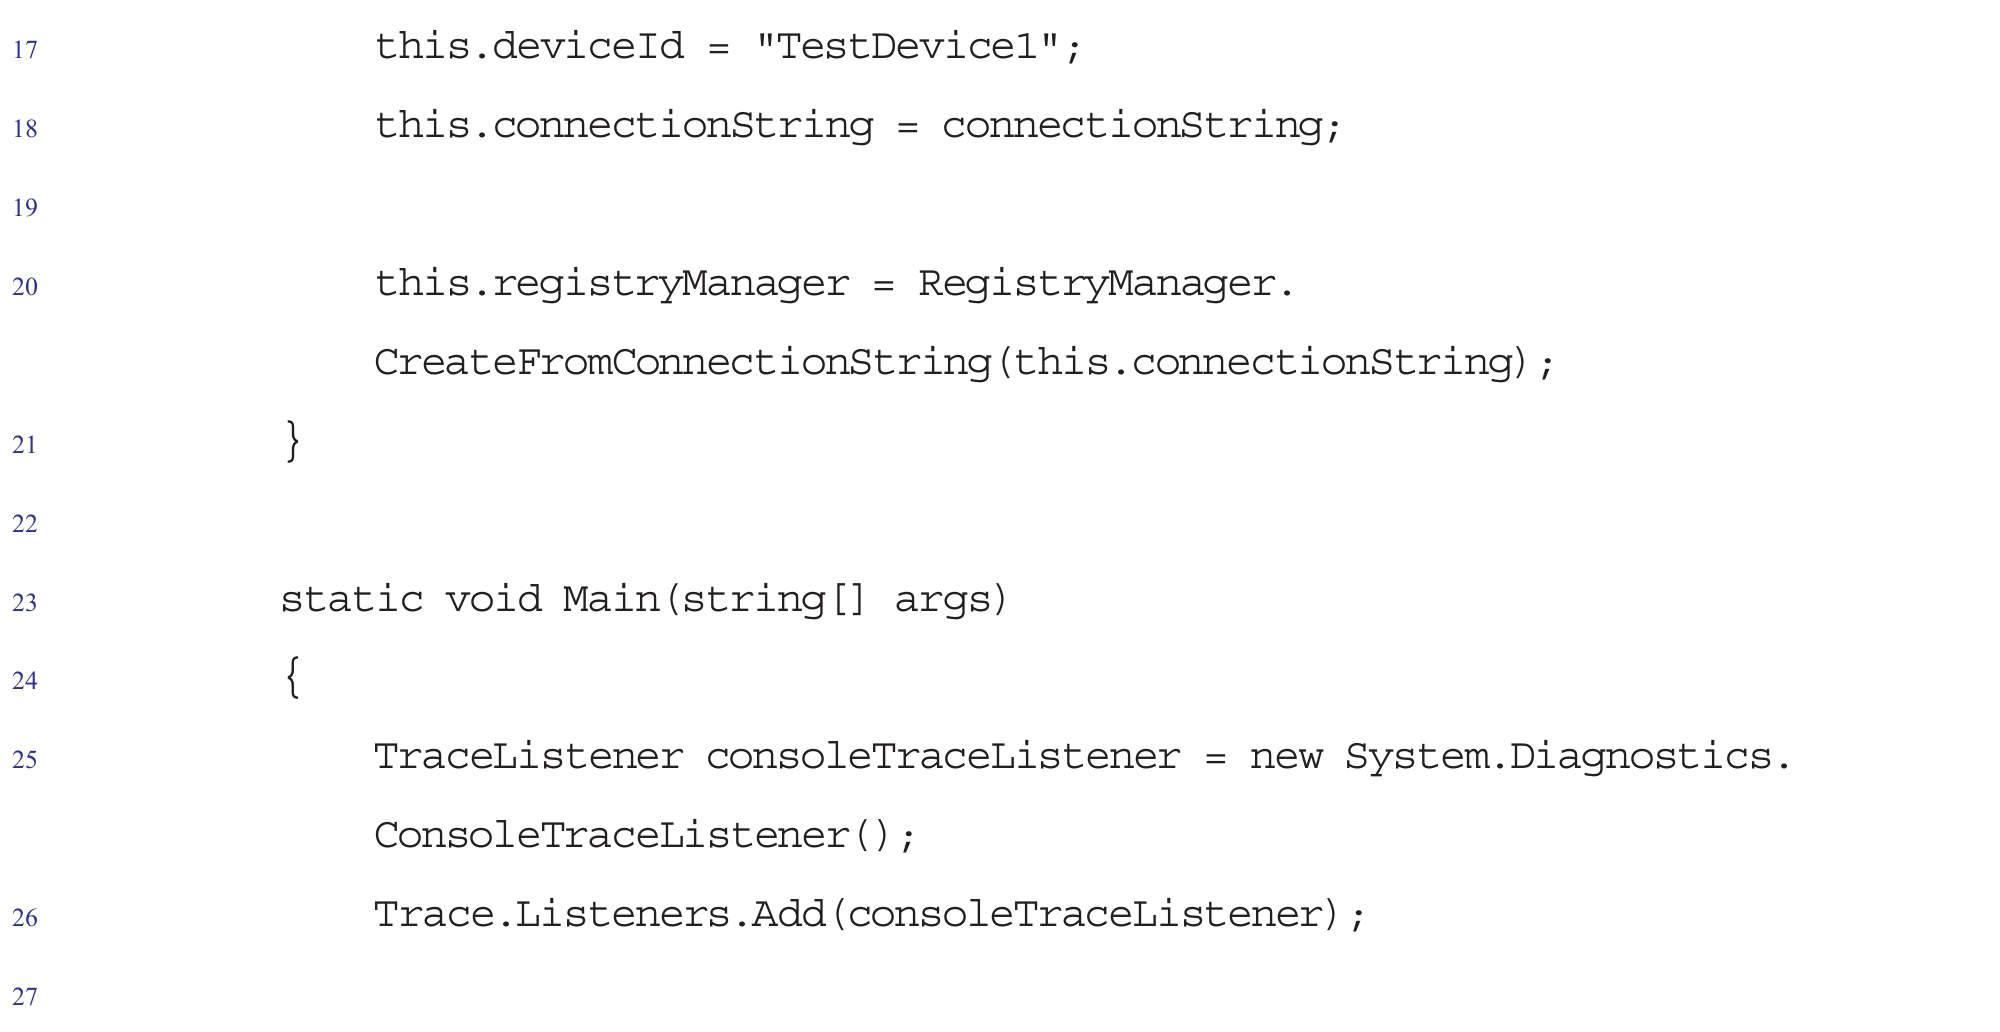 17 this.deviceId = "TestDevice1";
18 this.connectionString = connectionString;
19
20 this.registryManager = RegistryManager.
CreateFromConnectionString(this.connectionString);
21 }
22
23 static void Main(string[] args)
24 {
25 TraceListener consoleTraceListener = new System.Diagnostics.
ConsoleTraceListener();
26 Trace.Listeners.Add(consoleTraceListener);
27